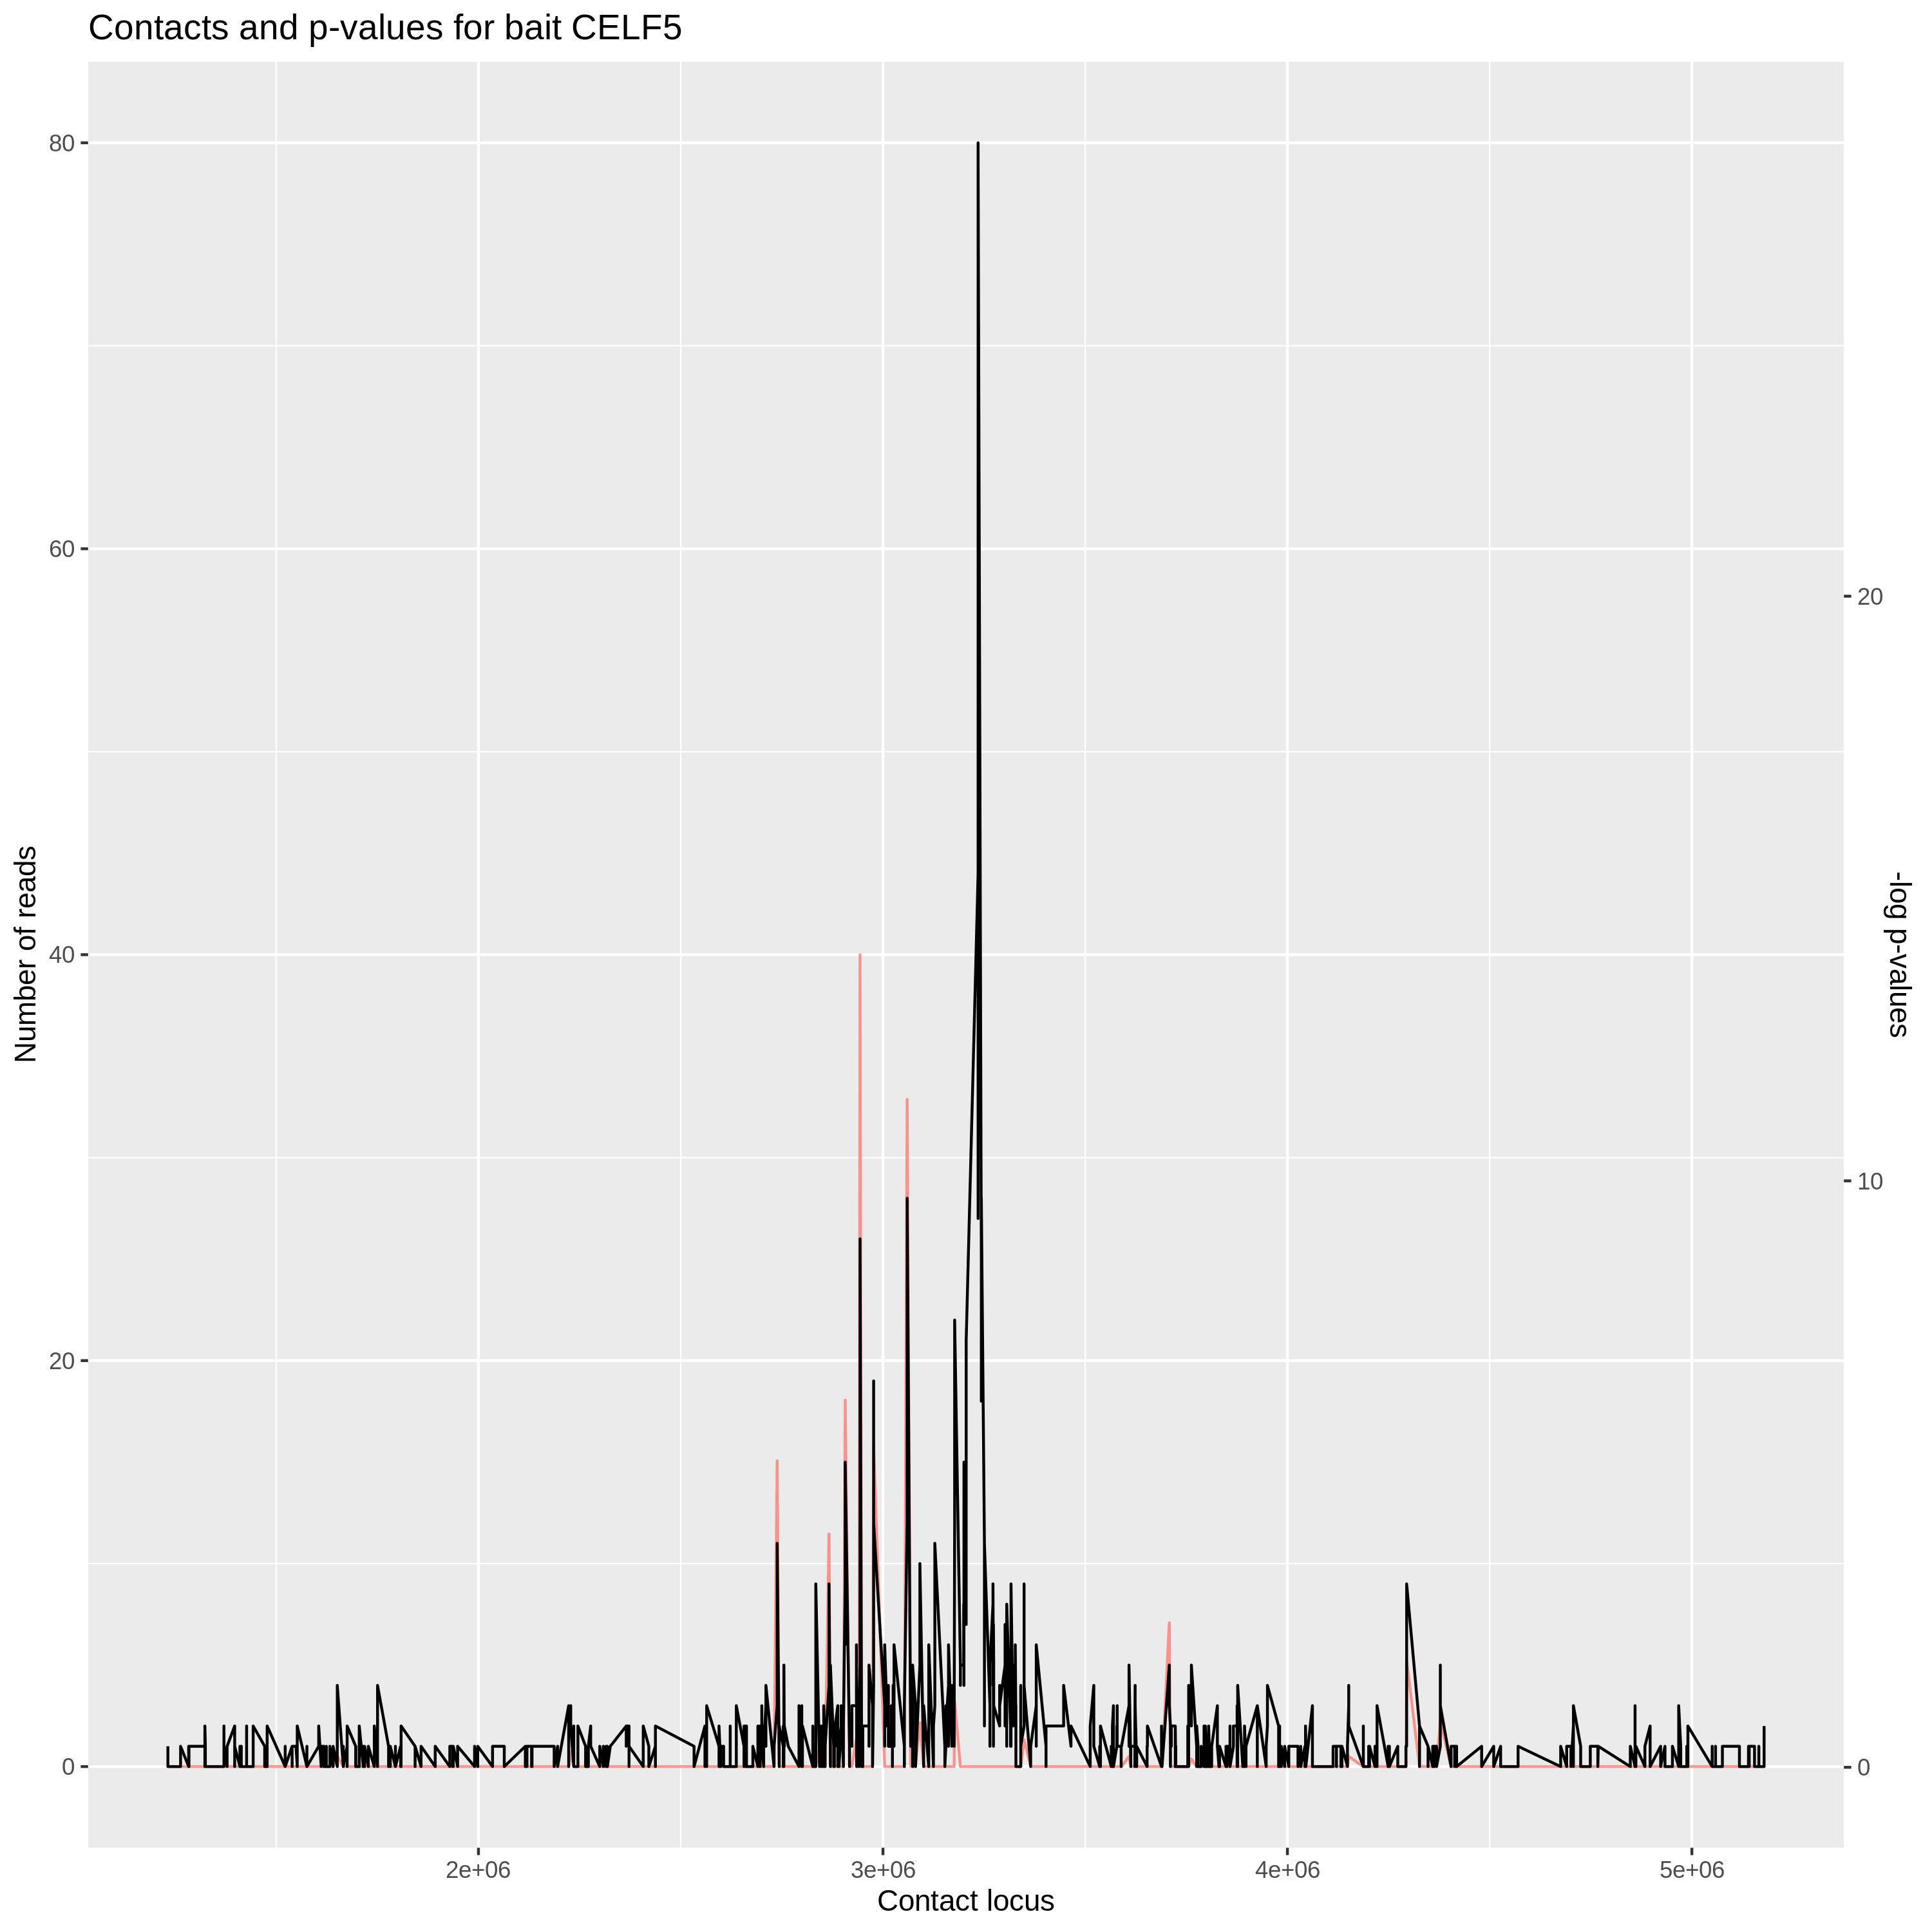 Contacts and p-values for bait CELF5
80
60
40
20
0
Number of reads
20
10
0
-log p-values
2e+06
3e+06
4e+06
5e+06
Contact locus